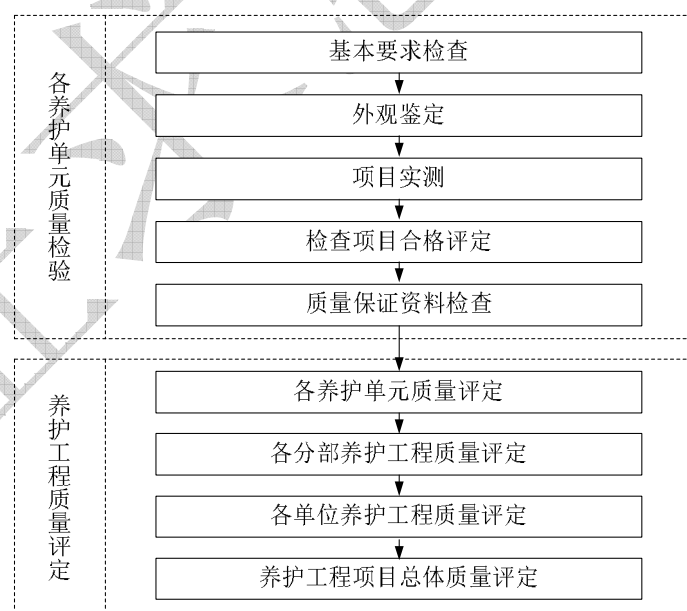 各养护单元质量检验
基本要求检查
外观鉴定
项目实测
检查项目合格评定
质量保证资料检查
养护工程质量评定
各养护单元质量评定
各分部养护工程质量评定
各单位养护工程质量评定
养护工程项目总体质量评定